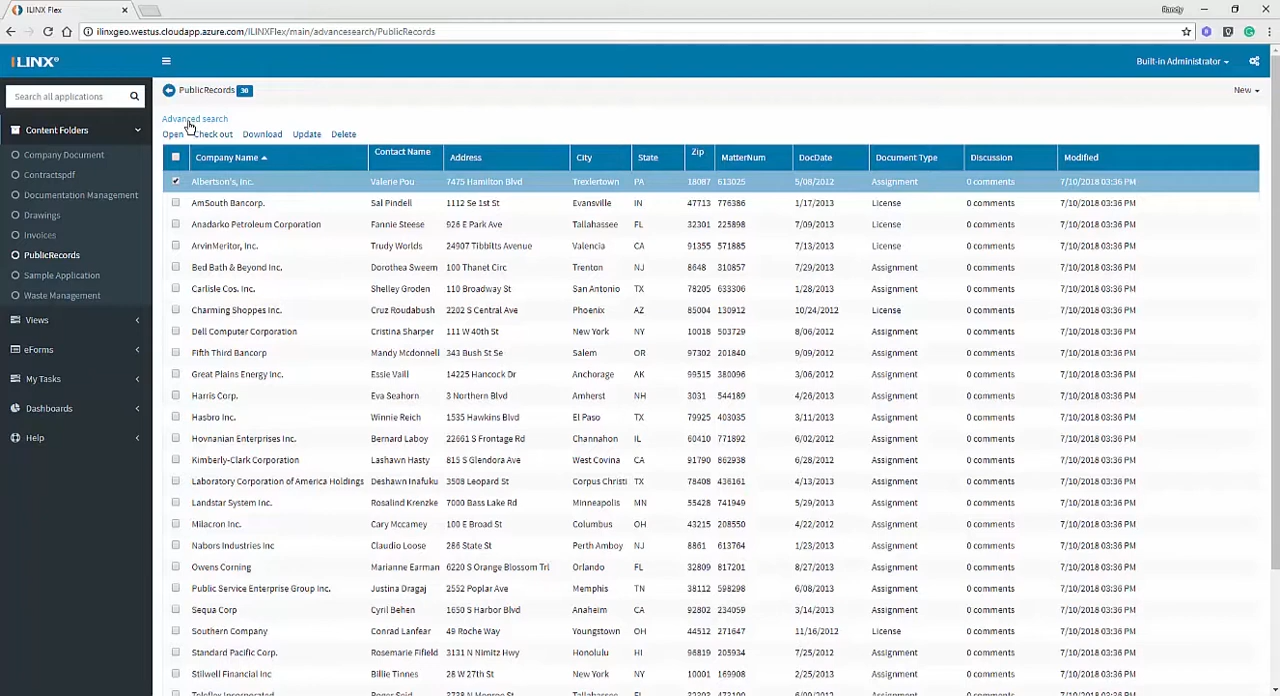 ILINX Flex
Randy
ilinxgeo.westus.cloudapp.azure.com/ILINXFlex/main/advancesearch/PublicRecords
ILINX®
Built-in Administrator
Search all applications
PublicRecords 30
New
Advanced search
Open Check out Download Update Delete
Content Folders
Company Document
Contractspdf
Documentation Management
Drawings
Invoices
PublicRecords
Sample Application
Waste Management
Views
eForms
My Tasks
Dashboards
Help
Company Name Contact Name Address City State Zip MatterNum DocDate Document Type Discussion Modified
Albertson's, Inc. Valerie Pou 7475 Hamilton Blvd Trexlertown PA 18087 613025 5/08/2012 Assignment 0 comments 7/10/2018 03:36 PM
AmSouth Bancorp. Sal Pindell 1112 Se 1st St Evansville IN 47713 776386 1/17/2013 License 0 comments 7/10/2018 03:36 PM
Anadarko Petroleum Corporation Fannie Steese 926 E Park Ave Tallahassee FL 32301 225898 7/09/2013 License 0 comments 7/10/2018 03:36 PM
ArvinMeritor, Inc. Trudy Worlds 24907 Tibbitts Avenue Valencia CA 91355 571885 7/13/2013 License 0 comments 7/10/2018 03:36 PM
Bed Bath & Beyond Inc. Dorothea Sweem 100 Thanet Circ Trenton NJ 8648 310857 7/29/2013 Assignment 0 comments 7/10/2018 03:36 PM
Carlisle Cos. Inc. Shelley Groden 110 Broadway St San Antonio TX 78205 633306 1/28/2013 Assignment 0 comments 7/10/2018 03:36 PM
Charming Shoppes Inc. Cruz Roudabush 2202 S Central Ave Phoenix AZ 85004 130912 10/24/2012 License 0 comments 7/10/2018 03:36 PM
Dell Computer Corporation Cristina Sharper 111 W 40th St New York NY 10018 503729 8/06/2012 Assignment 0 comments 7/10/2018 03:36 PM
Fifth Third Bancorp Mandy Mcdonnell 343 Bush St Se Salem OR 97302 201840 9/09/2012 Assignment 0 comments 7/10/2018 03:36 PM
Great Plains Energy Inc. Essie Vaill 14225 Hancock Dr Anchorage AK 99515 380096 3/06/2012 Assignment 0 comments 7/10/2018 03:36 PM
Harris Corp. Eva Seahorn 3 Northern Blvd Amherst NH 3031 544189 4/26/2013 Assignment 0 comments 7/10/2018 03:36 PM
Hasbro Inc. Winnie Reich 1535 Hawkins Blvd El Paso TX 79925 403035 3/11/2013 Assignment 0 comments 7/10/2018 03:36 PM
Hovnanian Enterprises Inc. Bernard Laboy 22661 S Frontage Rd Channahon IL 60410 771892 6/02/2012 Assignment 0 comments 7/10/2018 03:36 PM
Kimberly-Clark Corporation Lashawn Hasty 815 S Glendora Ave West Covina CA 91790 862938 6/28/2012 Assignment 0 comments 7/10/2018 03:36 PM
Laboratory Corporation of America Holdings Deshawn Inafuku 3508 Leopard St Corpus Christi TX 78408 436161 4/13/2013 Assignment 0 comments 7/10/2018 03:36 PM
Landstar System Inc. Rosalind Krenzke 7000 Bass Lake Rd Minneapolis MN 55428 741949 5/29/2013 Assignment 0 comments 7/10/2018 03:36 PM
Milacron Inc. Cary Mccamey 100 E Broad St Columbus OH 43215 208550 4/22/2012 Assignment 0 comments 7/10/2018 03:36 PM
Nabors Industries Inc Claudio Loose 286 State St Perth Amboy NJ 8861 613764 1/23/2013 Assignment 0 comments 7/10/2018 03:36 PM
Owens Corning Marianne Earman 6220 S Orange Blossom Trl Orlando FL 32809 817201 8/27/2013 Assignment 0 comments 7/10/2018 03:36 PM
Public Service Enterprise Group Inc. Justina Dragaj 2552 Poplar Ave Memphis TN 38112 598298 6/08/2013 Assignment 0 comments 7/10/2018 03:36 PM
Sequa Corp Cyril Behen 1650 S Harbor Blvd Anaheim CA 92802 234059 3/14/2013 Assignment 0 comments 7/10/2018 03:36 PM
Southern Company Conrad Lanfear 49 Roche Way Youngstown OH 44512 271647 11/16/2012 License 0 comments 7/10/2018 03:36 PM
Standard Pacific Corp. Rosemarie Fifield 3131 N Nimitz Hwy Honolulu HI 96819 205934 7/25/2012 Assignment 0 comments 7/10/2018 03:36 PM
Stilwell Financial Inc Billie Tinnes 28 W 27th St New York NY 10001 169908 2/25/2013 Assignment 0 comments 7/10/2018 03:36 PM